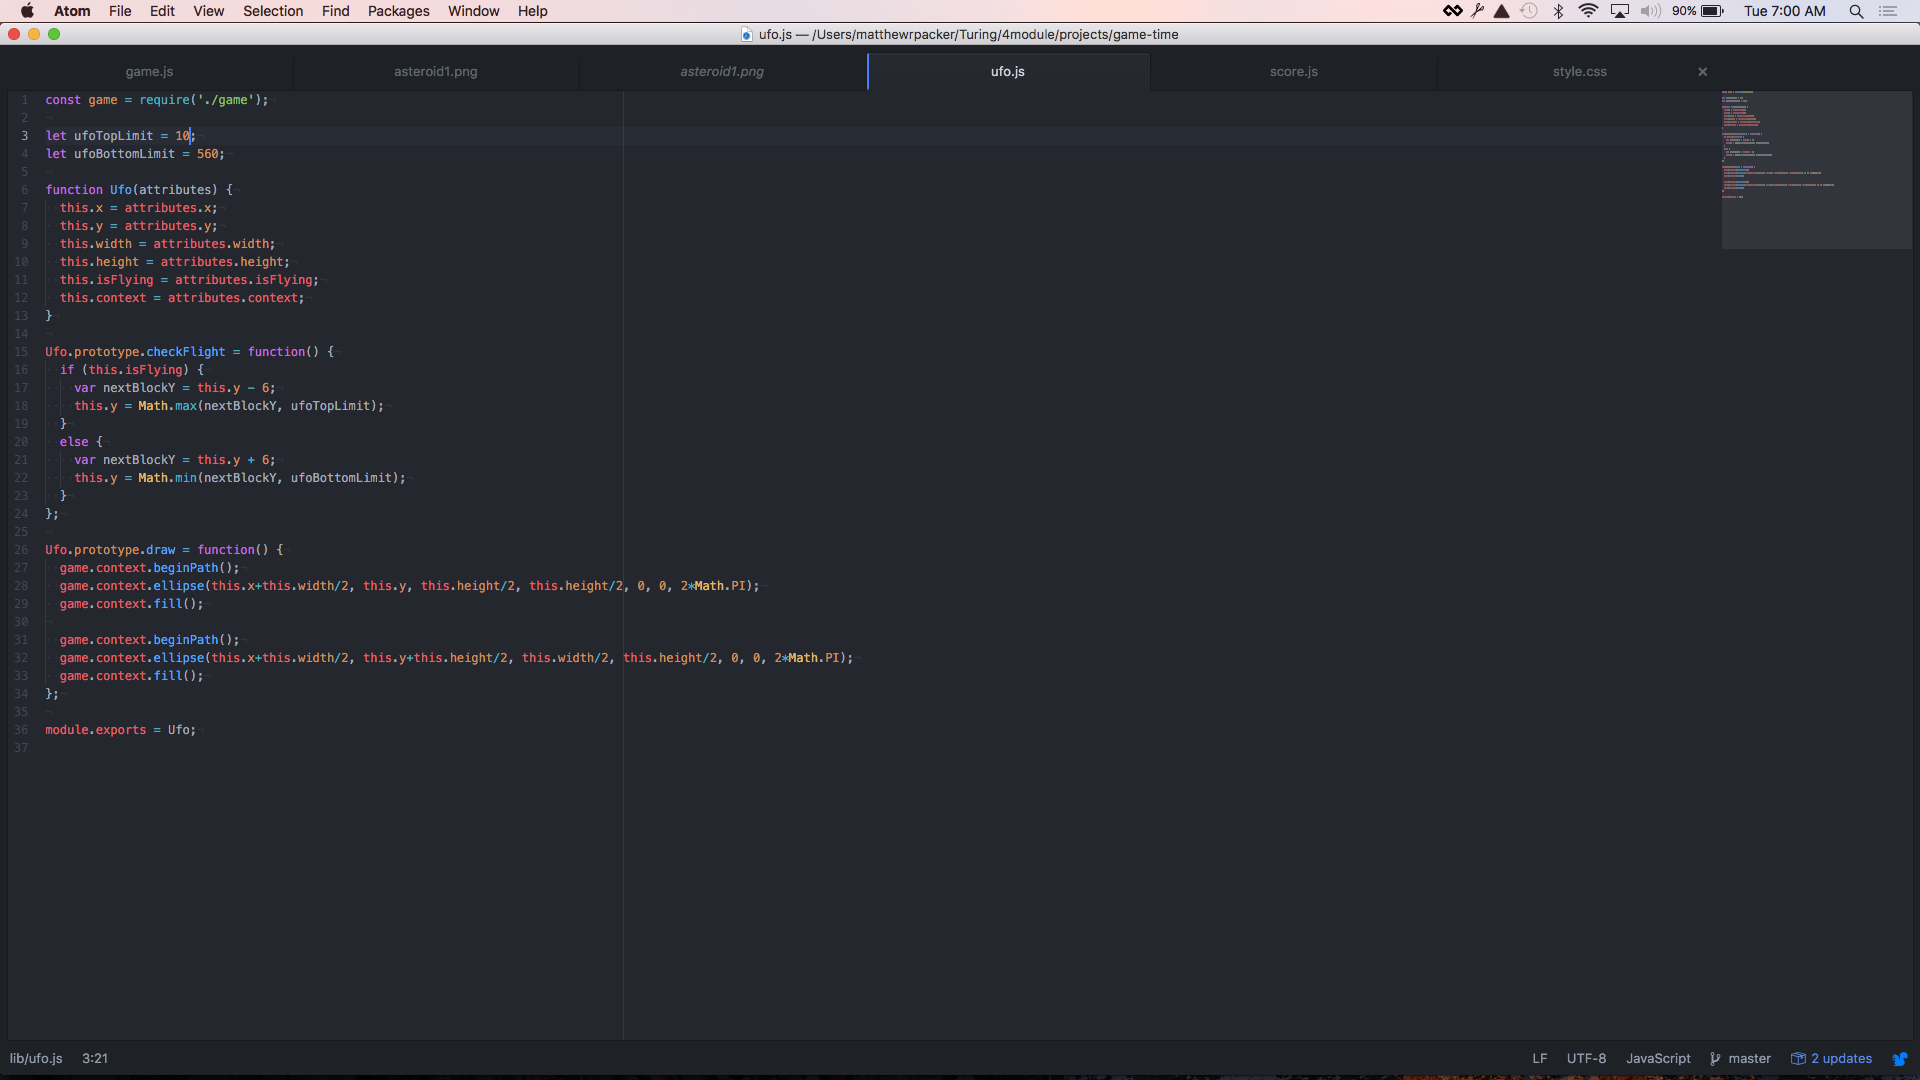 Atom File Edit View Selection Find Packages Window Help 90% Tue 7:00 AM
ufo.js — /Users/matthewrpacker/Turing/4module/projects/game-time
game.js asteroid1.png asteroid1.png ufo.js score.js style.css
1 const game = require('./game');
2
3 let ufoTopLimit = 10;
4 let ufoBottomLimit = 560;
5
6 function Ufo(attributes) {
7 this.x = attributes.x;
8 this.y = attributes.y;
9 this.width = attributes.width;
10 this.height = attributes.height;
11 this.isFlying = attributes.isFlying;
12 this.context = attributes.context;
13 }
14
15 Ufo.prototype.checkFlight = function() {
16 if (this.isFlying) {
17 var nextBlockY = this.y - 6;
18 this.y = Math.max(nextBlockY, ufoTopLimit);
19 }
20 else {
21 var nextBlockY = this.y + 6;
22 this.y = Math.min(nextBlockY, ufoBottomLimit);
23 }
24 };
25
26 Ufo.prototype.draw = function() {
27 game.context.beginPath();
28 game.context.ellipse(this.x+this.width/2, this.y, this.height/2, this.height/2, 0, 0, 2*Math.PI);
29 game.context.fill();
30
31 game.context.beginPath();
32 game.context.ellipse(this.x+this.width/2, this.y+this.height/2, this.width/2, this.height/2, 0, 0, 2*Math.PI);
33 game.context.fill();
34 };
35
36 module.exports = Ufo;
37
lib/ufo.js 3:21 LF UTF-8 JavaScript master 2 updates